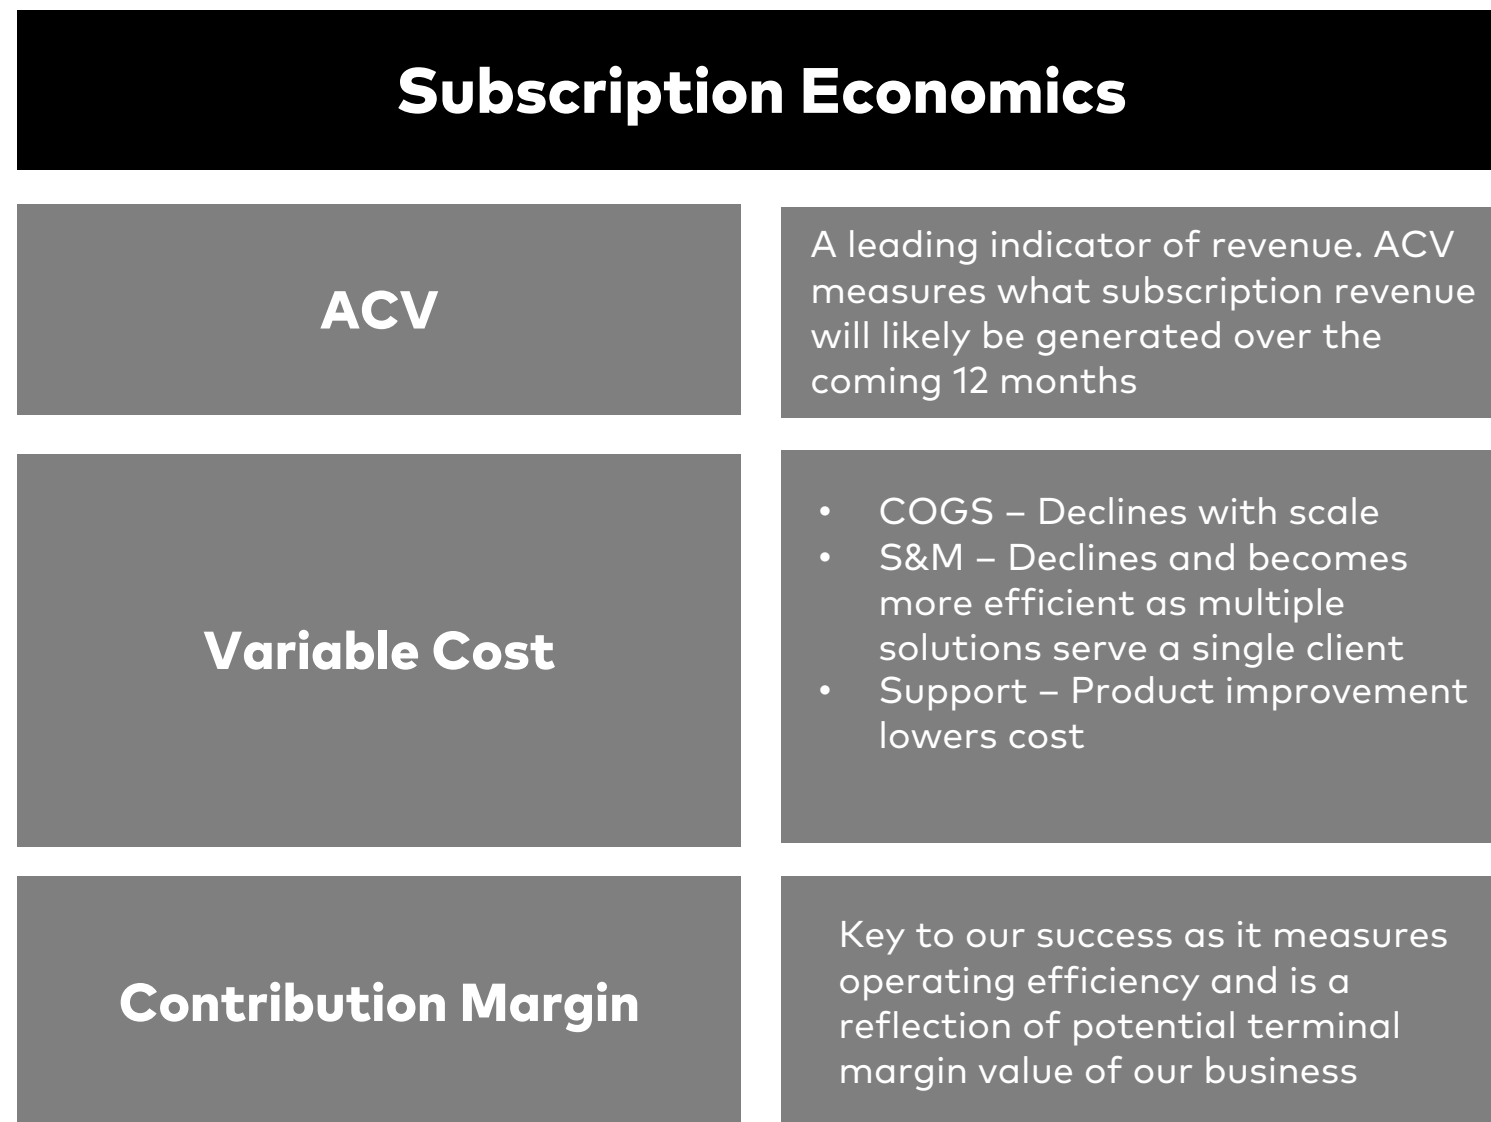 Subscription Economics
ACV
A leading indicator of revenue. ACV
measures what subscription revenue
will likely be generated over the
coming 12 months
Variable Cost
• COGS – Declines with scale
• S&M – Declines and becomes
more efficient as multiple
solutions serve a single client
• Support – Product improvement
lowers cost
Contribution Margin
Key to our success as it measures
operating efficiency and is a
reflection of potential terminal
margin value of our business